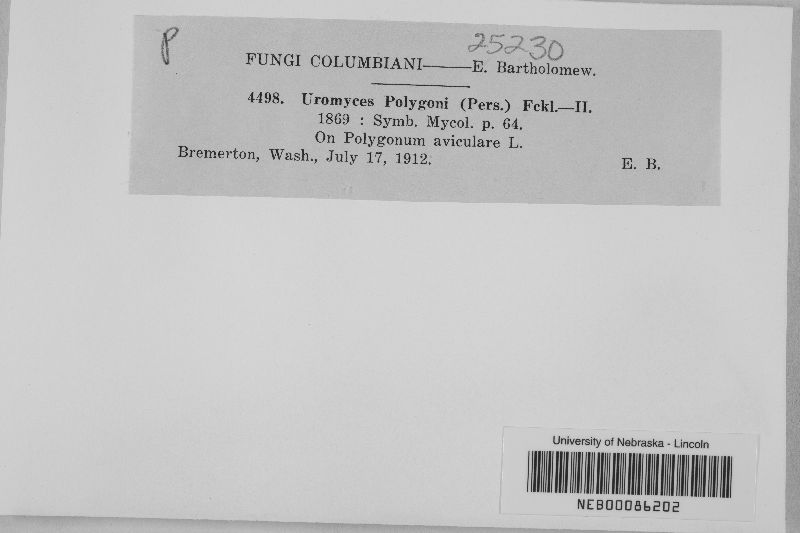 P
25230
FUNGI COLUMBIANI——E. Bartholomew.
4498. Uromyces Polygoni (Pers.) Fckl.—II.
1869 : Symb. Mycol. p. 64.
On Polygonum aviculare L.
Bremerton, Wash., July 17, 1912.
E. B.
University of Nebraska - Lincoln
NEB00086202